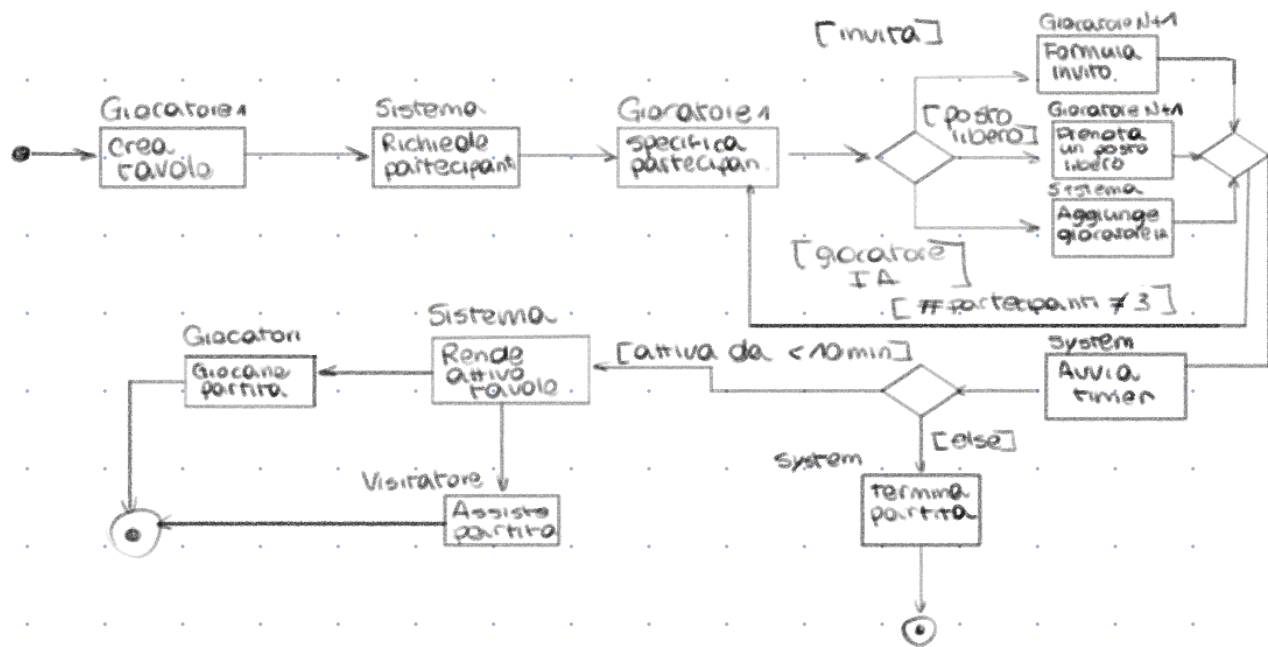 Giocatore1
Crea
tavolo
Sistema
Richiede
partecipanti
Giocatore1
specifica
partecipan.
[invita]
Giocatore N+1
Formula
invito.
[posto
libero]
Giocatore N+1
Prenota
un posto
libero
Sistema
Aggiunge
giocatore IA
[giocatore
IA]
[#partecipanti ≠ 3]
System
Avvia
timer
[attiva da <10min]
[else]
System
termina
partita
Sistema
Rende
attivo
tavolo
Giocatori
Giocano
partita.
Visitatore
Assiste
partita